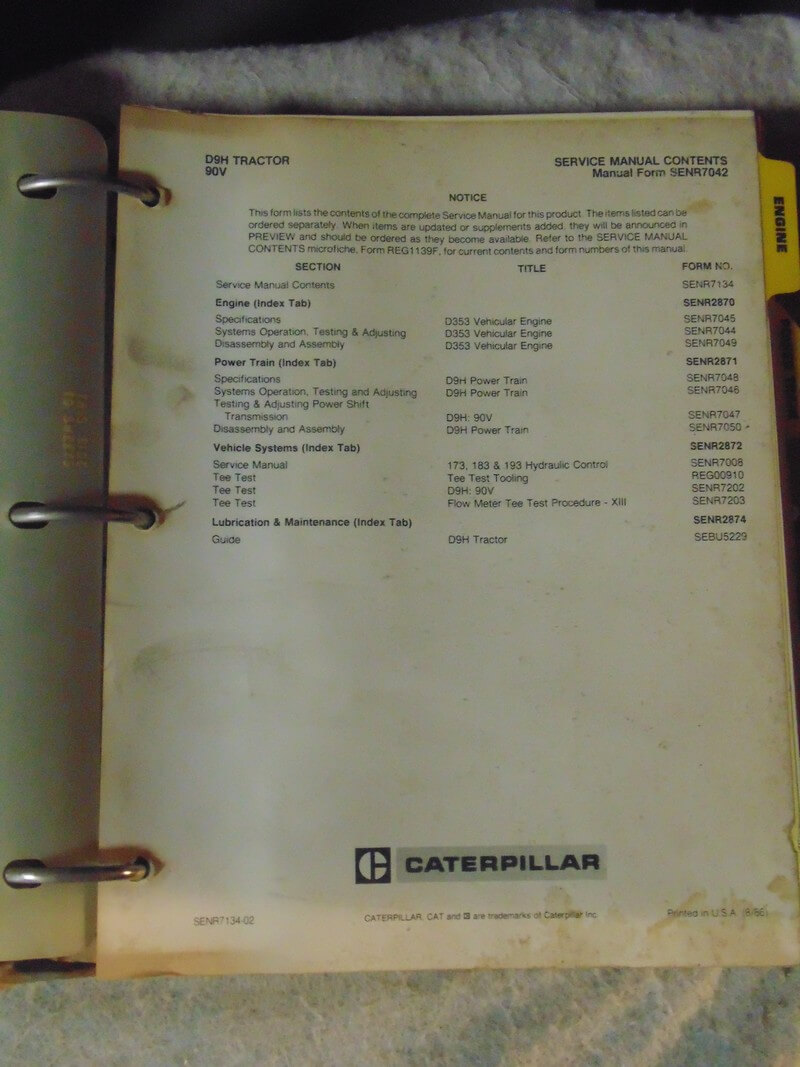 D9H TRACTOR SERVICE MANUAL CONTENTS
90V Manual Form SENR7042
NOTICE
This form lists the contents of the complete Service Manual for this product. The items listed can be
ordered separately. When items are updated or supplements added, they will be announced in
PREVIEW and should be ordered as they become available. Refer to the SERVICE MANUAL
CONTENTS microfiche, Form REG1139F, for current contents and form numbers of this manual.
SECTION TITLE FORM NO.
Service Manual Contents SENR7134
Engine (Index Tab) SENR2870
Specifications D353 Vehicular Engine SENR7045
Systems Operation, Testing & Adjusting D353 Vehicular Engine SENR7044
Disassembly and Assembly D353 Vehicular Engine SENR7049
Power Train (Index Tab) SENR2871
Specifications D9H Power Train SENR7048
Systems Operation, Testing and Adjusting D9H Power Train SENR7046
Testing & Adjusting Power Shift
Transmission D9H: 90V SENR7047
Disassembly and Assembly D9H Power Train SENR7050
Vehicle Systems (Index Tab) SENR2872
Service Manual 173, 183 & 193 Hydraulic Control SENR7008
Tee Test Tee Test Tooling REG00910
Tee Test D9H: 90V SENR7202
Tee Test Flow Meter Tee Test Procedure - XIII SENR7203
Lubrication & Maintenance (Index Tab) SENR2874
Guide D9H Tractor SEBU5229
CATERPILLAR
SENR7134-02 CATERPILLAR, CAT and are trademarks of Caterpillar Inc. Printed in U.S.A. (8-86)
ENGINE